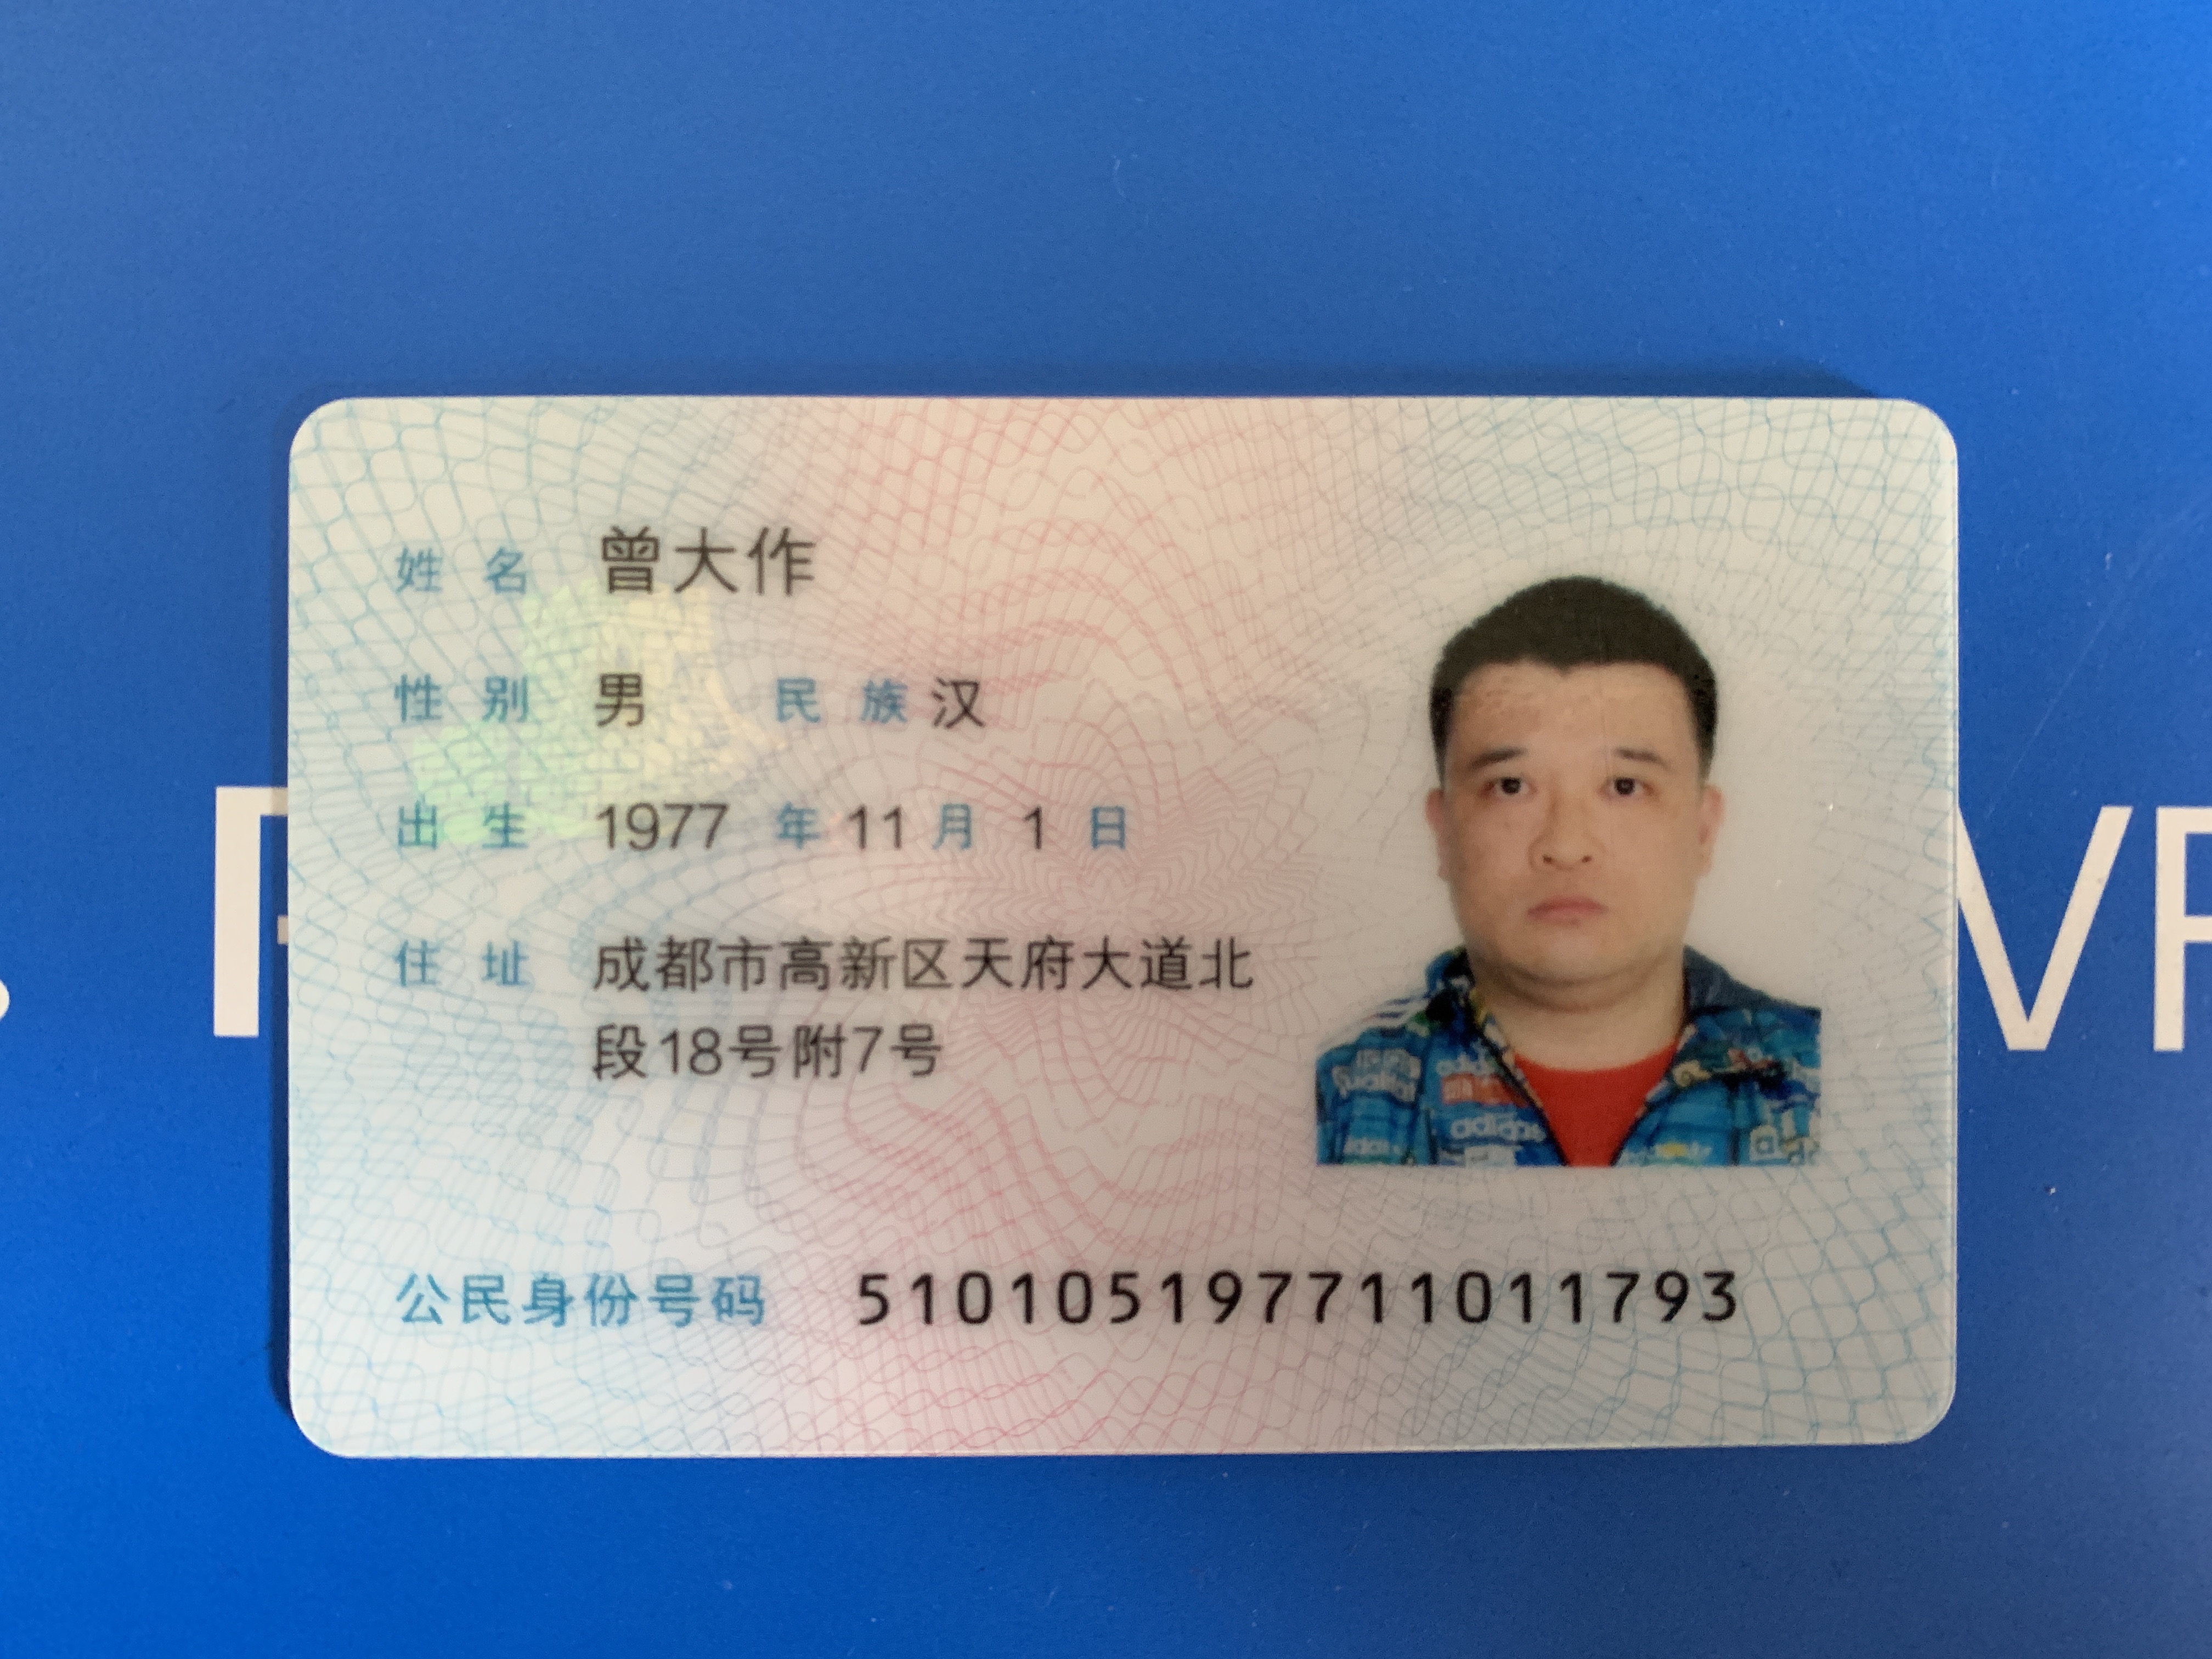 姓名 曾大作
性别 男 民族 汉
出生 1977 年 11 月 1 日
住址 成都市高新区天府大道北
段18号附7号
公民身份号码 510105197711011793
adidas
VF